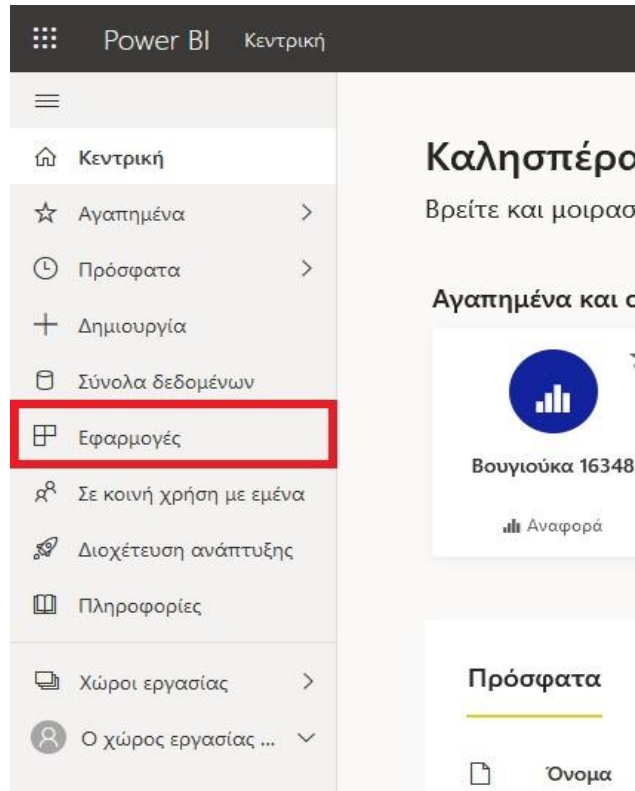 Power BI Κεντρική
Κεντρική
Αγαπημένα
Πρόσφατα
Δημιουργία
Σύνολα δεδομένων
Εφαρμογές
Σε κοινή χρήση με εμένα
Διοχέτευση ανάπτυξης
Πληροφορίες
Χώροι εργασίας
Ο χώρος εργασίας ...
Καλησπέρα
Βρείτε και μοιρασ
Αγαπημένα και σ
Βουγιούκα 16348
Αναφορά
Πρόσφατα
Όνομα